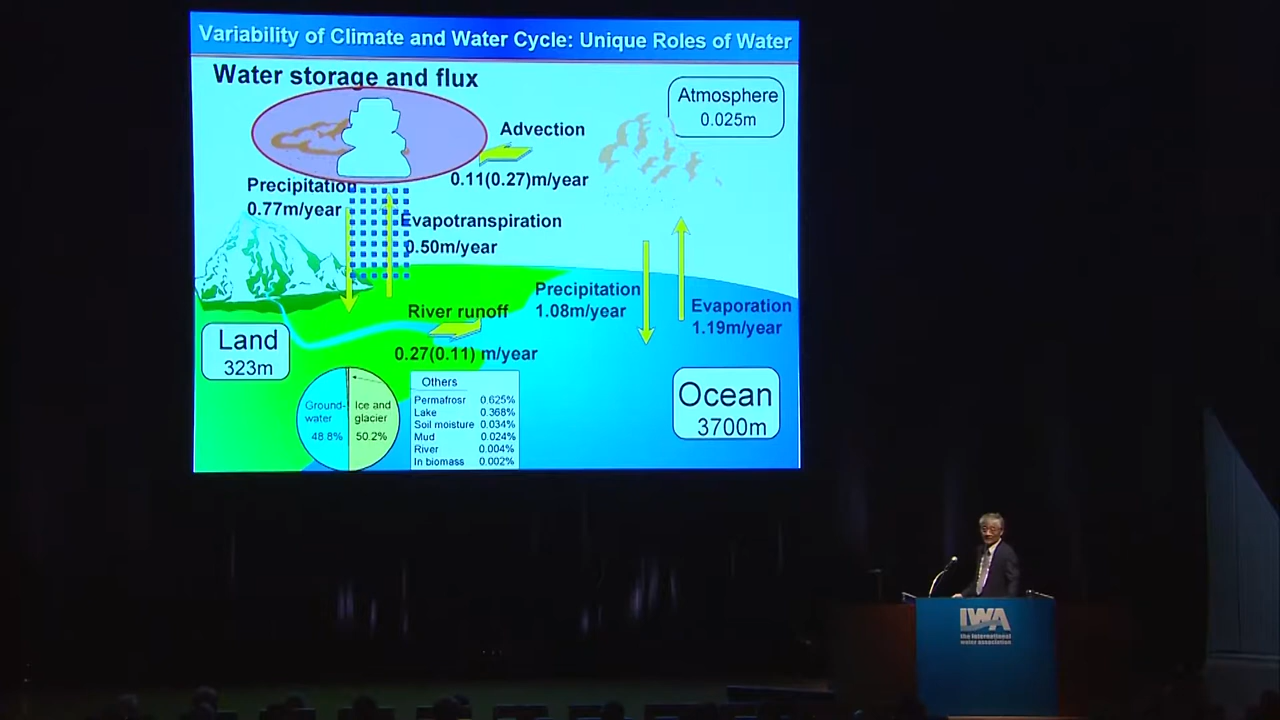 Variability of Climate and Water Cycle: Unique Roles of Water
Water storage and flux
Atmosphere
0.025m
Advection
0.11(0.27)m/year
Precipitation
0.77m/year
Evapotranspiration
0.50m/year
Precipitation
1.08m/year
Evaporation
1.19m/year
River runoff
0.27(0.11) m/year
Land
323m
Ocean
3700m
Ground-
water
48.8%
Ice and
glacier
50.2%
Others
Permafrosr 0.625%
Lake 0.368%
Soil moisture 0.034%
Mud 0.024%
River 0.004%
In biomass 0.002%
IWA
the international
water association